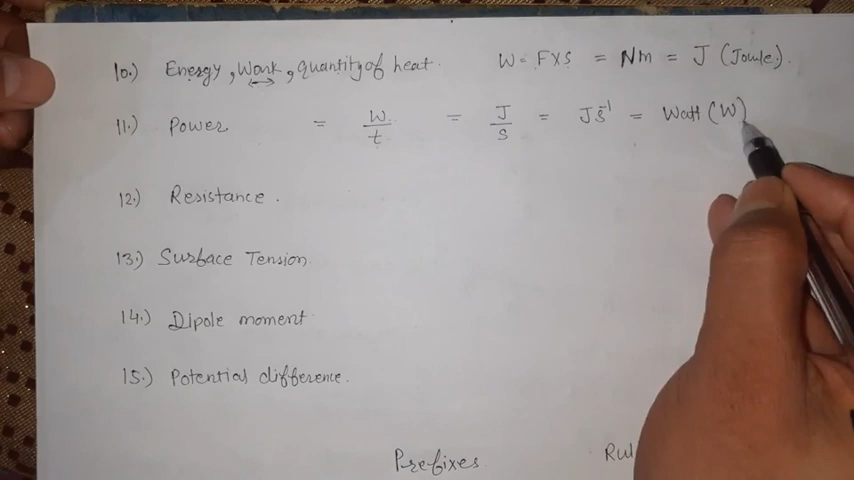 10.) Energy, Work, quantity of heat. W = F×S = Nm = J (Joule).
11.) Power = W/t = J/S = JS⁻¹ = Watt (W)
12.) Resistance.
13.) Surface Tension
14.) Dipole moment
15.) Potential difference.
Prefixes